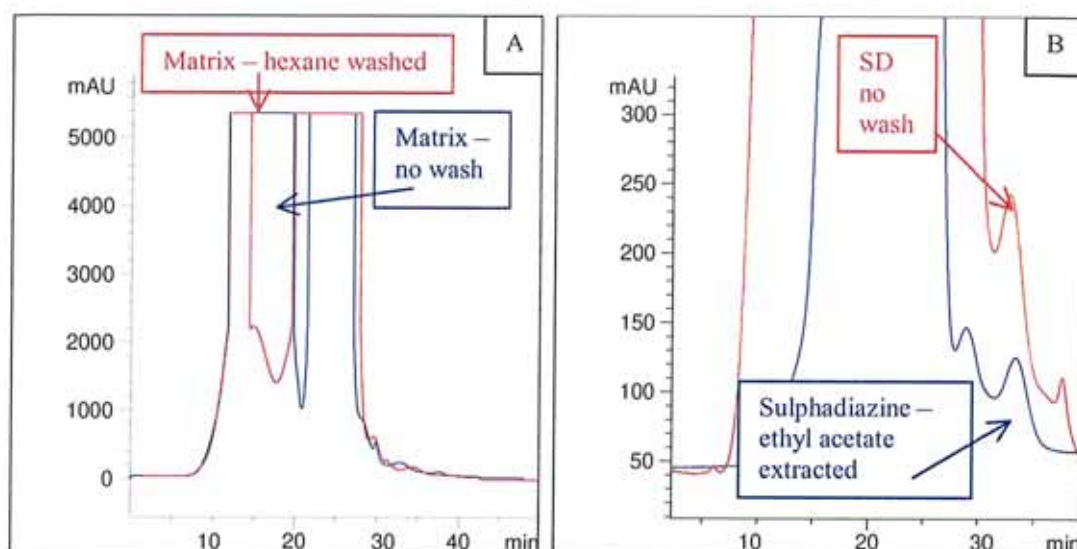 A
Matrix – hexane washed
mAU
Matrix –
no wash
5000
4000
3000
2000
1000
0
10
20
30
40
min
B
SD
no
wash
mAU
300
250
200
150
100
50
Sulphadiazine –
ethyl acetate
extracted
10
20
30
min